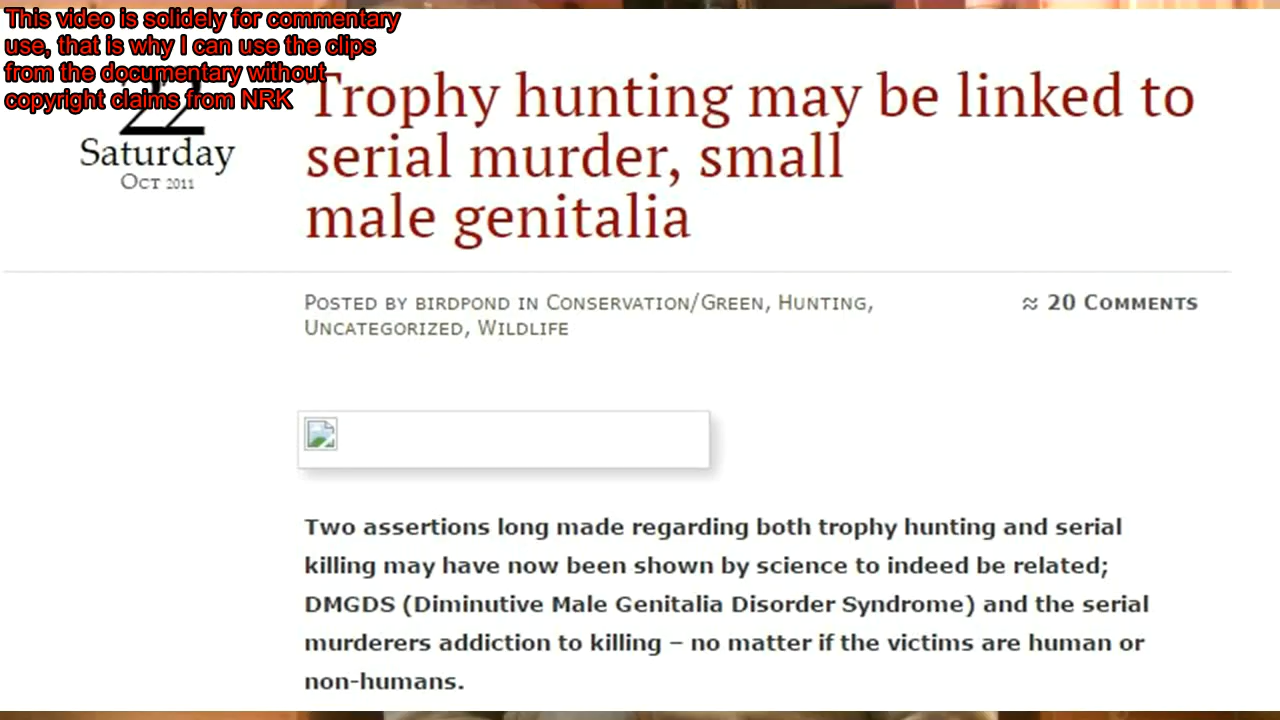 This video is solidely for commentary
use, that is why I can use the clips
from the documentary without
copyright claims from NRK
22
Saturday
Oct 2011
Trophy hunting may be linked to
serial murder, small
male genitalia
Posted by birdpond in Conservation/Green, Hunting,
Uncategorized, Wildlife
≈ 20 Comments
Two assertions long made regarding both trophy hunting and serial
killing may have now been shown by science to indeed be related;
DMGDS (Diminutive Male Genitalia Disorder Syndrome) and the serial
murderers addiction to killing – no matter if the victims are human or
non-humans.